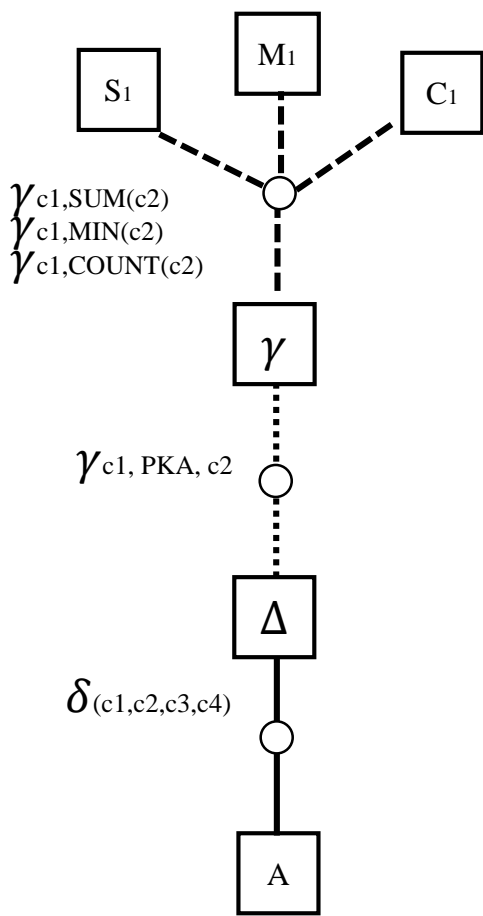 M1
S1
C1
γc1,SUM(c2)
γc1,MIN(c2)
γc1,COUNT(c2)
γ
γc1, PKA, c2
Δ
δ(c1,c2,c3,c4)
A